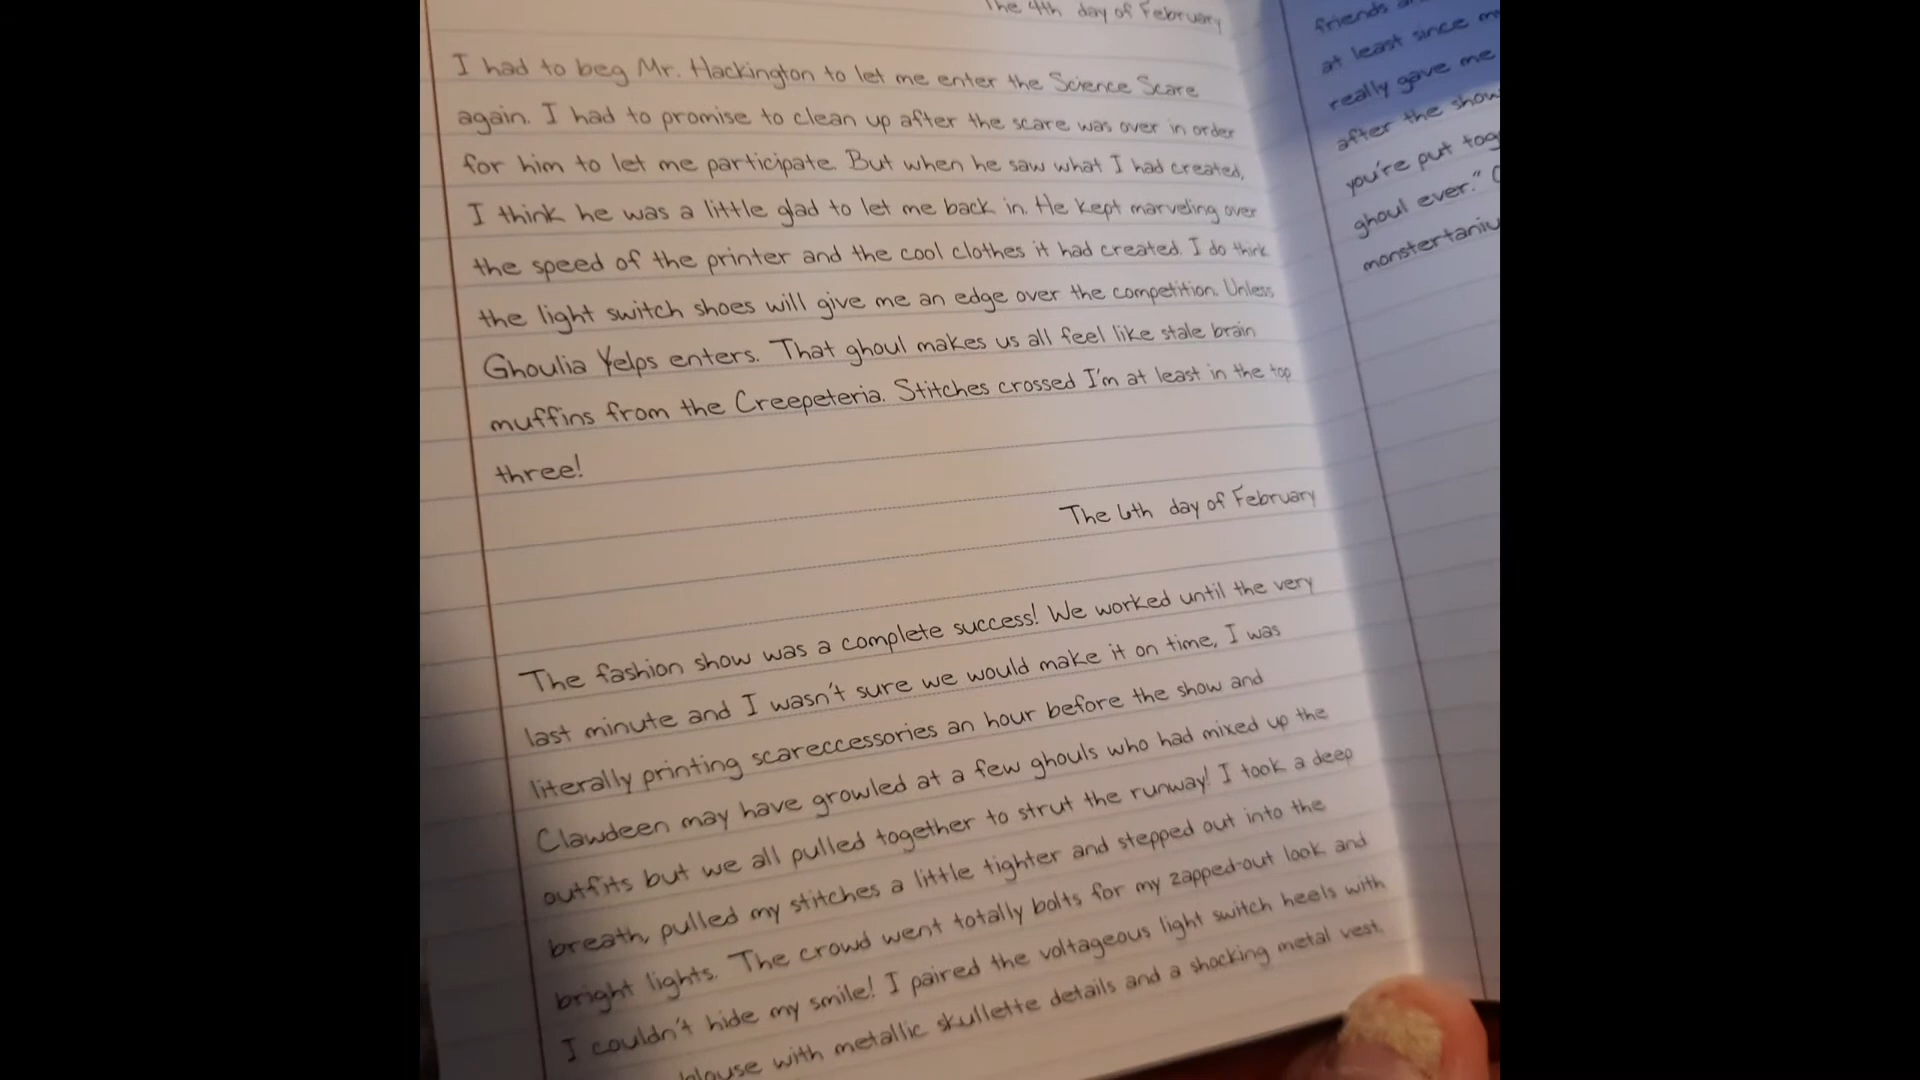 The 4th day of February
I had to beg Mr. Hackington to let me enter the Science Scare
again. I had to promise to clean up after the scare was over in order
for him to let me participate. But when he saw what I had created,
I think he was a little glad to let me back in. He kept marveling over
the speed of the printer and the cool clothes it had created. I do think
the light switch shoes will give me an edge over the competition. Unless
Ghoulia Yelps enters. That ghoul makes us all feel like stale brain
muffins from the Creepeteria. Stitches crossed I'm at least in the top
three!
The 6th day of February
The fashion show was a complete success! We worked until the very
last minute and I wasn't sure we would make it on time, I was
literally printing scareccessories an hour before the show and
Clawdeen may have growled at a few ghouls who had mixed up the
outfits but we all pulled together to strut the runway! I took a deep
breath, pulled my stitches a little tighter and stepped out into the
bright lights. The crowd went totally bolts for my zapped-out look and
I couldn't hide my smile! I paired the voltageous light switch heels with
blouse with metallic skullette details and a shocking metal vest.
friends
at least since
really gave me
after the show
you're put
ghoul ever."